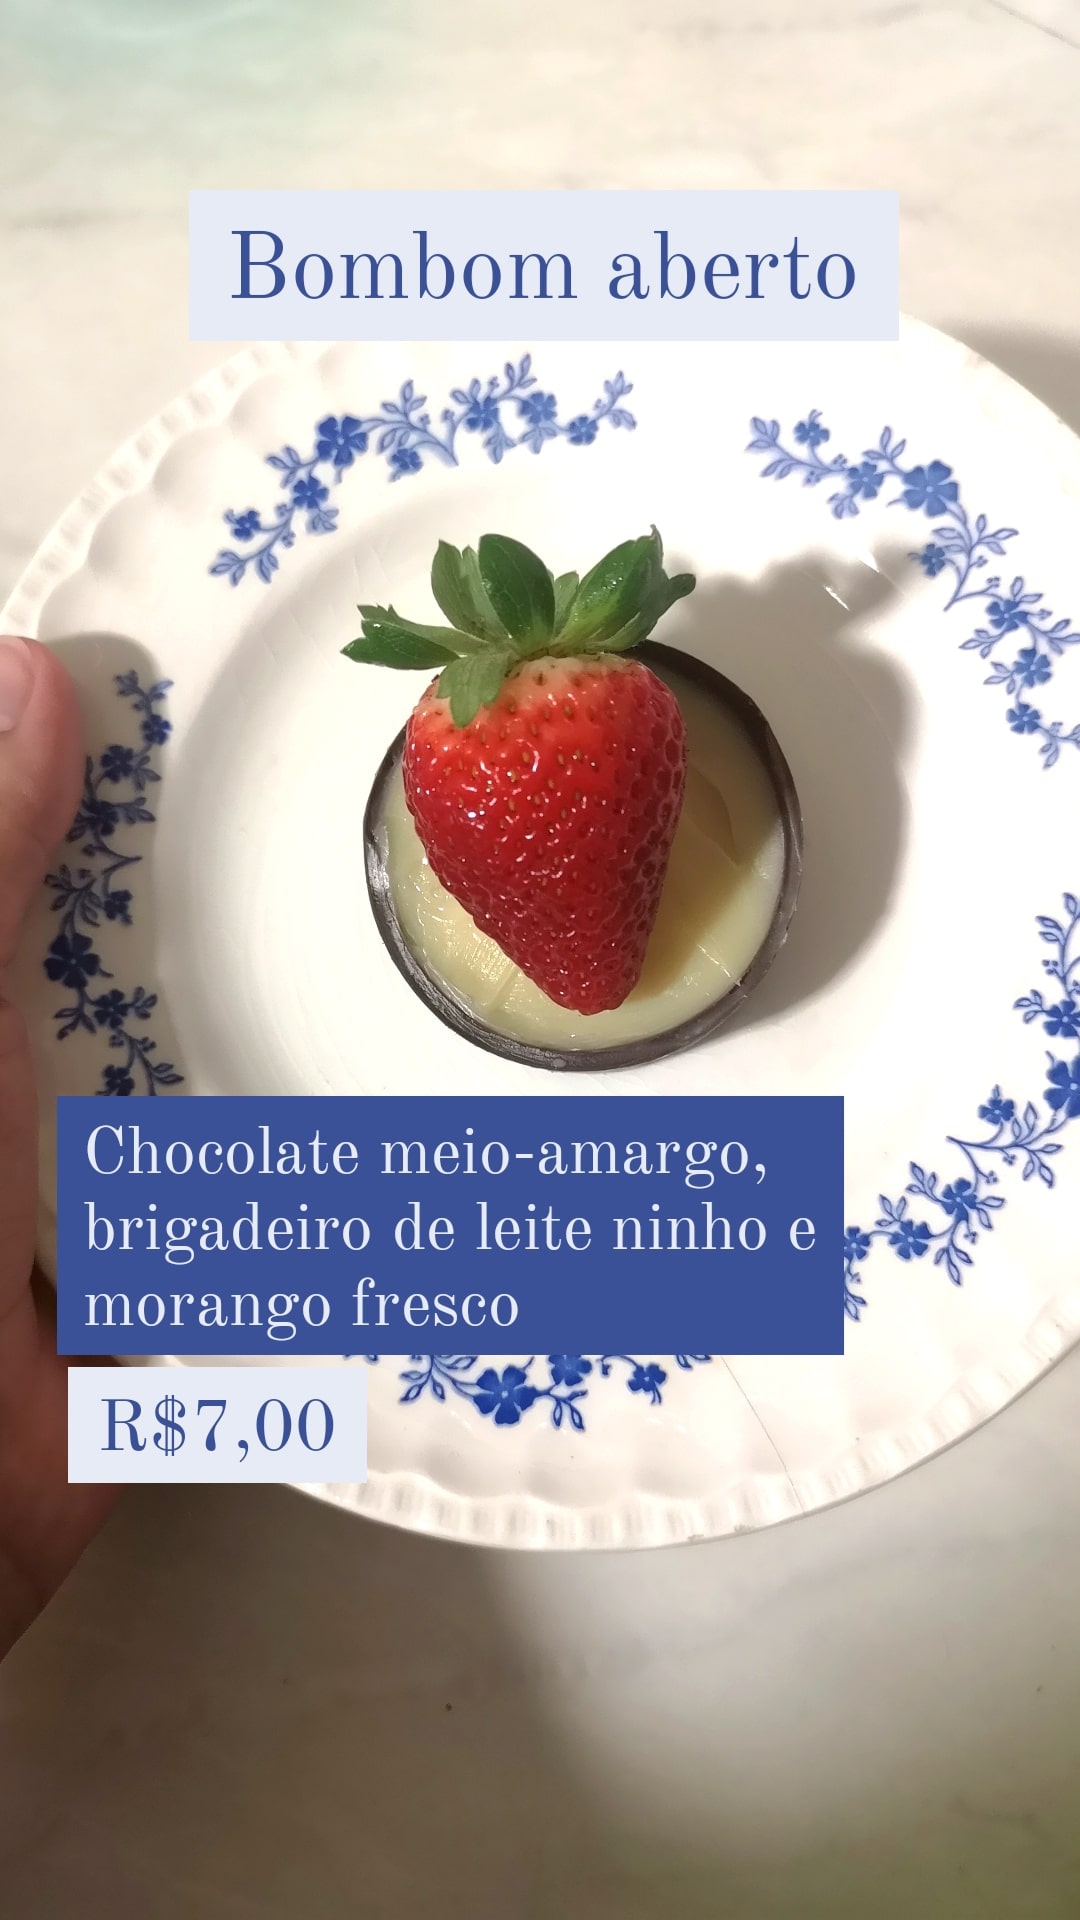 Bombom aberto
Chocolate meio-amargo,
brigadeiro de leite ninho e
morango fresco
R$7,00